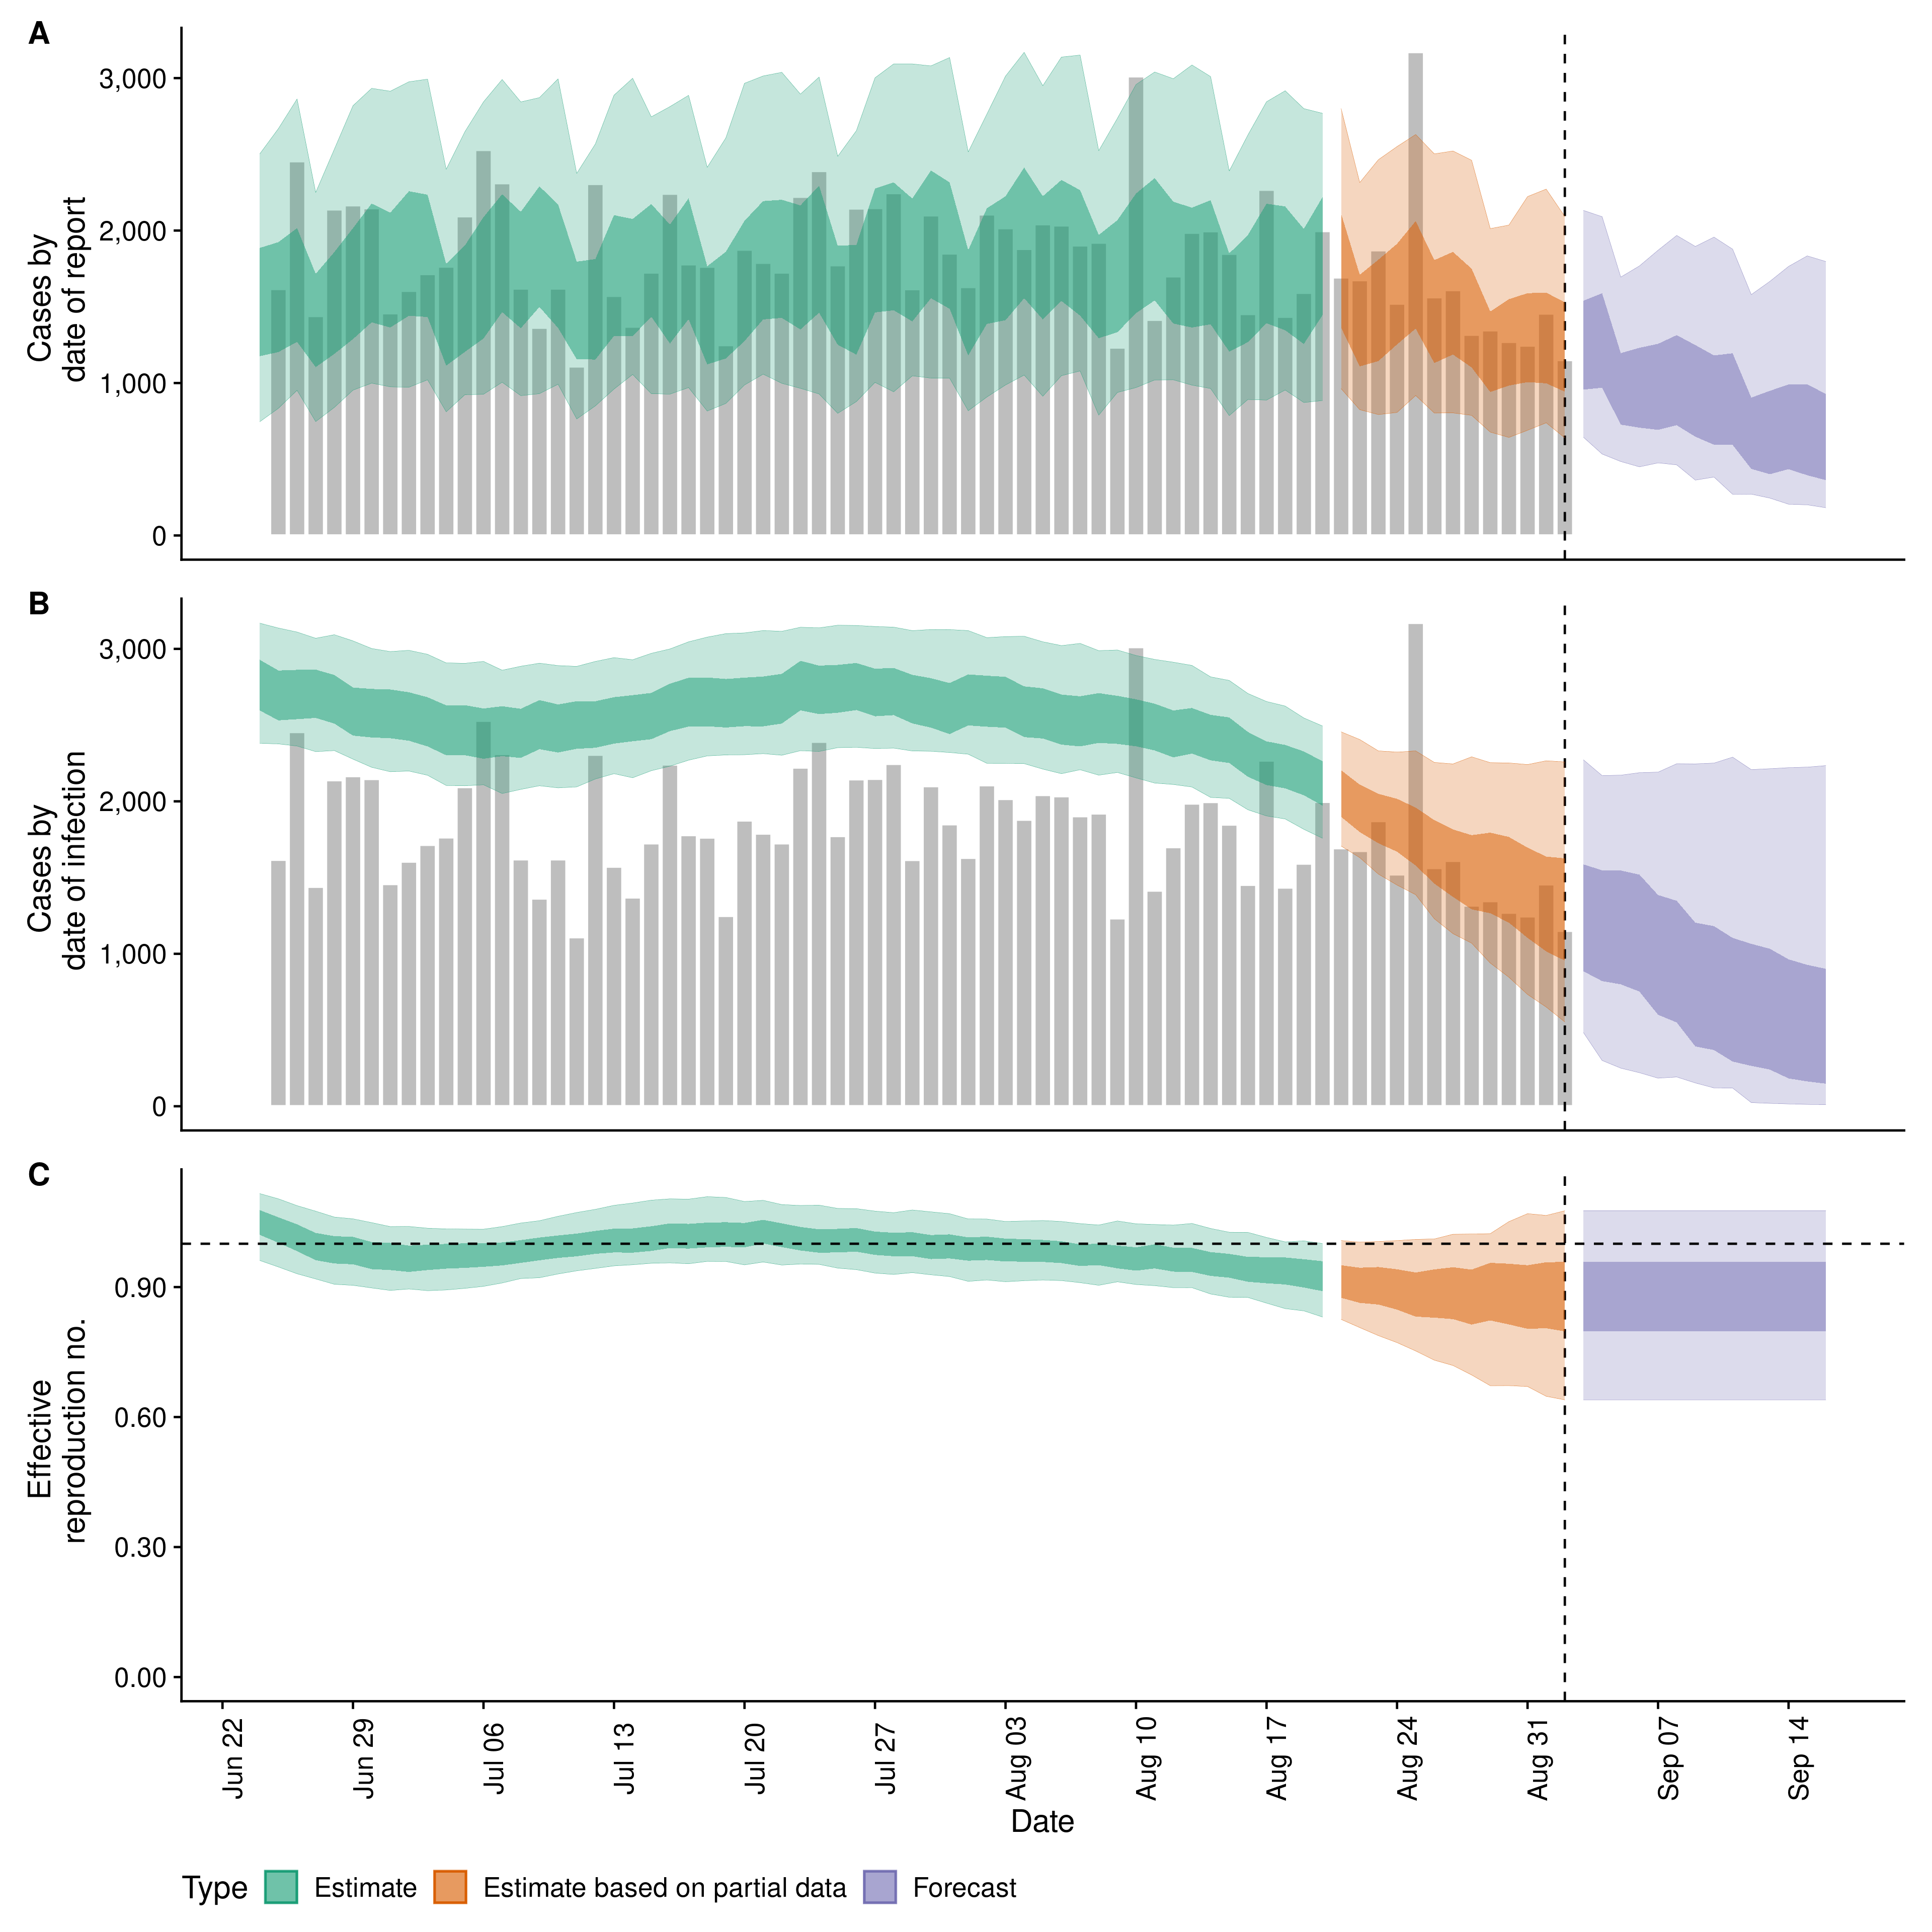 A
3,000
2,000
1,000
0
Cases by
date of report
B
3,000
2,000
1,000
0
Cases by
date of infection
C
0.90
0.60
0.30
0.00
Effective
reproduction no.
Jun 22
Jun 29
Jul 06
Jul 13
Jul 20
Jul 27
Aug 03
Aug 10
Aug 17
Aug 24
Aug 31
Sep 07
Sep 14
Date
Type Estimate Estimate based on partial data Forecast